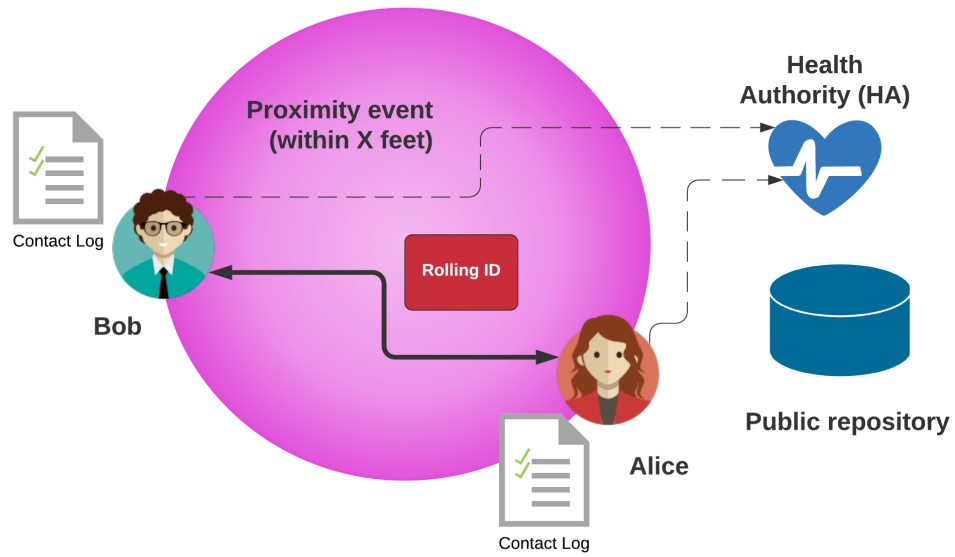 Health
Authority (HA)
Proximity event
(within X feet)
Contact Log
Rolling ID
Bob
Public repository
Alice
Contact Log